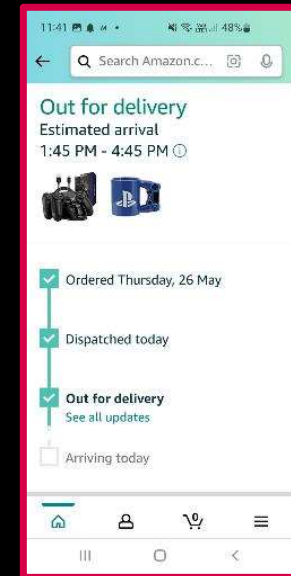 11:41
48%
Search Amazon.c...
Out for delivery
Estimated arrival
1:45 PM - 4:45 PM
Ordered Thursday, 26 May
Dispatched today
Out for delivery
See all updates
Arriving today
0